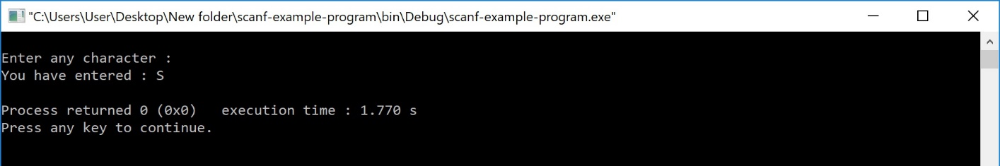 "C:\Users\User\Desktop\New folder\scanf-example-program\bin\Debug\scanf-example-program.exe"
Enter any character :
You have entered : S
Process returned 0 (0x0)   execution time : 1.770 s
Press any key to continue.